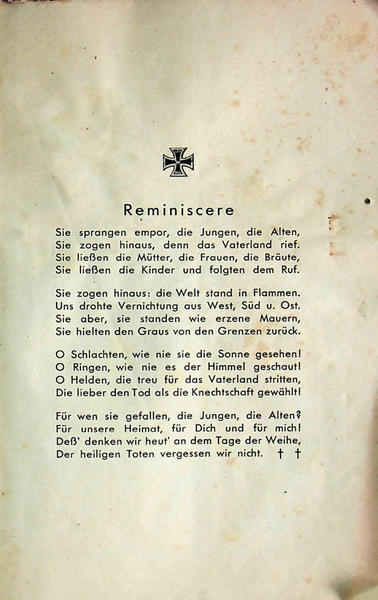 Reminiscere
Sie sprangen empor, die Jungen, die Alten,
Sie zogen hinaus, denn das Vaterland rief.
Sie ließen die Mütter, die Frauen, die Bräute,
Sie ließen die Kinder und folgten dem Ruf.
Sie zogen hinaus: die Welt stand in Flammen.
Uns drohte Vernichtung aus West, Süd u. Ost.
Sie aber, sie standen wie erzene Mauern,
Sie hielten den Graus von den Grenzen zurück.
O Schlachten, wie nie sie die Sonne gesehen!
O Ringen, wie nie es der Himmel geschaut!
O Helden, die treu für das Vaterland stritten,
Die lieber den Tod als die Knechtschaft gewählt!
Für wen sie gefallen, die Jungen, die Alten?
Für unsere Heimat, für Dich und für mich!
Deß' denken wir heut' an dem Tage der Weihe,
Der heiligen Toten vergessen wir nicht. † †